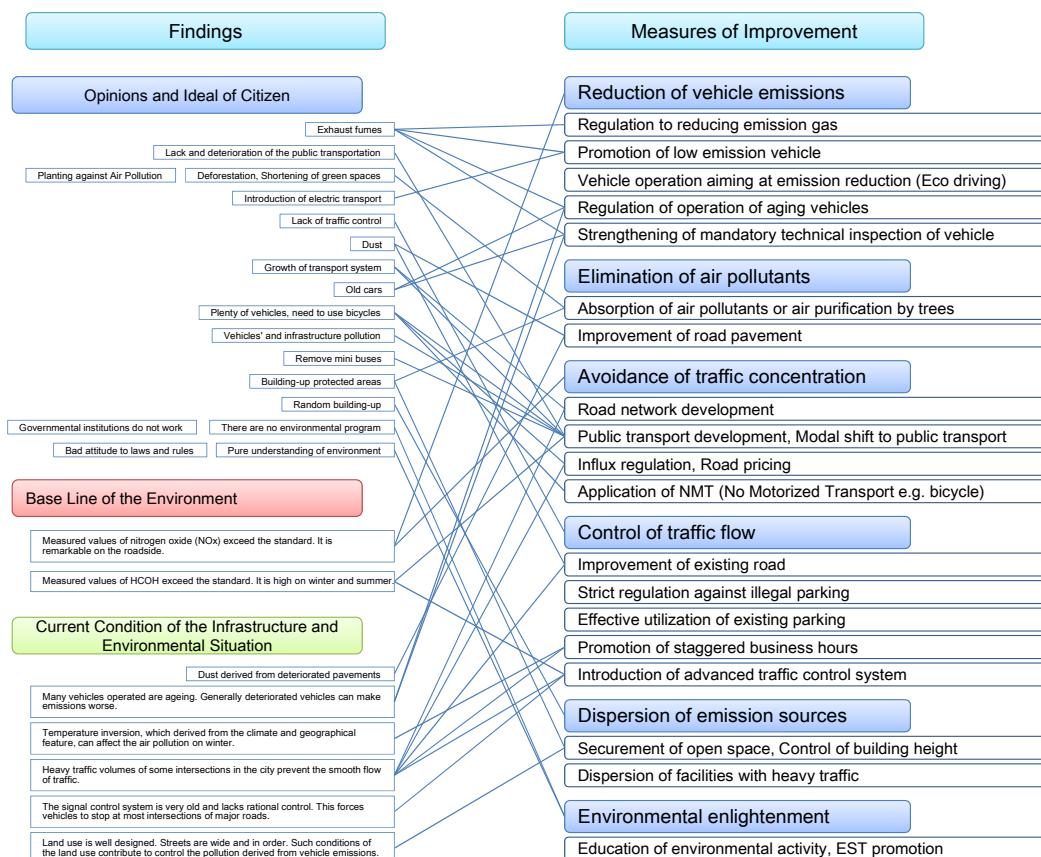 Findings
Opinions and Ideal of Citizen
Exhaust fumes
Lack and deterioration of the public transportation
Planting against Air Pollution
Deforestation, Shortening of green spaces
Introduction of electric transport
Lack of traffic control
Dust
Growth of transport system
Old cars
Plenty of vehicles, need to use bicycles
Vehicles' and infrastructure pollution
Remove mini buses
Building-up protected areas
Random building-up
Governmental institutions do not work
There are no environmental program
Bad attitude to laws and rules
Pure understanding of environment
Base Line of the Environment
Measured values of nitrogen oxide (NOx) exceed the standard. It is
remarkable on the roadside.
Measured values of HCOH exceed the standard. It is high on winter and summer.
Current Condition of the Infrastructure and
Environmental Situation
Dust derived from deteriorated pavements
Many vehicles operated are ageing. Generally deteriorated vehicles can make
emissions worse.
Temperature inversion, which derived from the climate and geographical
feature, can affect the air pollution on winter.
Heavy traffic volumes of some intersections in the city prevent the smooth flow
of traffic.
The signal control system is very old and lacks rational control. This forces
vehicles to stop at most intersections of major roads.
Land use is well designed. Streets are wide and in order. Such conditions of
the land use contribute to control the pollution derived from vehicle emissions.
Measures of Improvement
Reduction of vehicle emissions
Regulation to reducing emission gas
Promotion of low emission vehicle
Vehicle operation aiming at emission reduction (Eco driving)
Regulation of operation of aging vehicles
Strengthening of mandatory technical inspection of vehicle
Elimination of air pollutants
Absorption of air pollutants or air purification by trees
Improvement of road pavement
Avoidance of traffic concentration
Road network development
Public transport development, Modal shift to public transport
Influx regulation, Road pricing
Application of NMT (No Motorized Transport e.g. bicycle)
Control of traffic flow
Improvement of existing road
Strict regulation against illegal parking
Effective utilization of existing parking
Promotion of staggered business hours
Introduction of advanced traffic control system
Dispersion of emission sources
Securement of open space, Control of building height
Dispersion of facilities with heavy traffic
Environmental enlightenment
Education of environmental activity, EST promotion